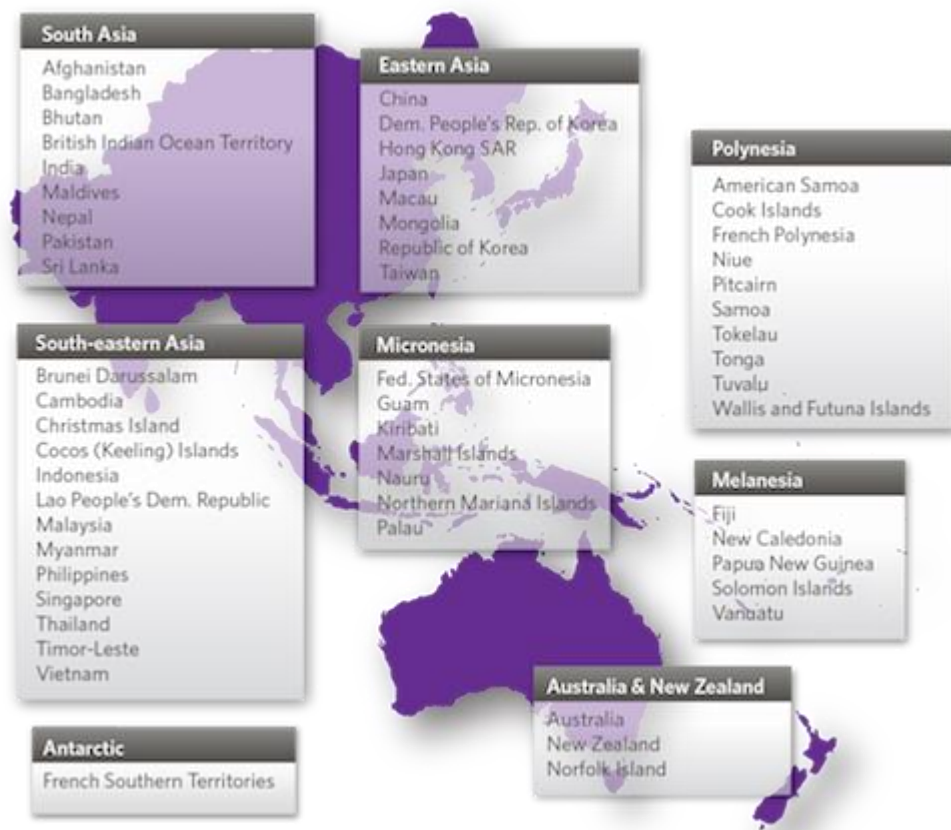 South Asia
Afghanistan
Bangladesh
Bhutan
British Indian Ocean Territory
India
Maldives
Nepal
Pakistan
Sri Lanka
Eastern Asia
China
Dem. People's Rep. of Korea
Hong Kong SAR
Japan
Macau
Mongolia
Republic of Korea
Taiwan
Polynesia
American Samoa
Cook Islands
French Polynesia
Niue
Pitcairn
Samoa
Tokelau
Tonga
Tuvalu
Wallis and Futuna Islands
South-eastern Asia
Brunei Darussalam
Cambodia
Christmas Island
Cocos (Keeling) Islands
Indonesia
Lao People's Dem. Republic
Malaysia
Myanmar
Philippines
Singapore
Thailand
Timor-Leste
Vietnam
Micronesia
Fed. States of Micronesia
Guam
Kiribati
Marshall Islands
Nauru
Northern Mariana Islands
Palau
Melanesia
Fiji
New Caledonia
Papua New Guinea
Solomon Islands
Vanuatu
Australia & New Zealand
Australia
New Zealand
Norfolk Island
Antarctic
French Southern Territories